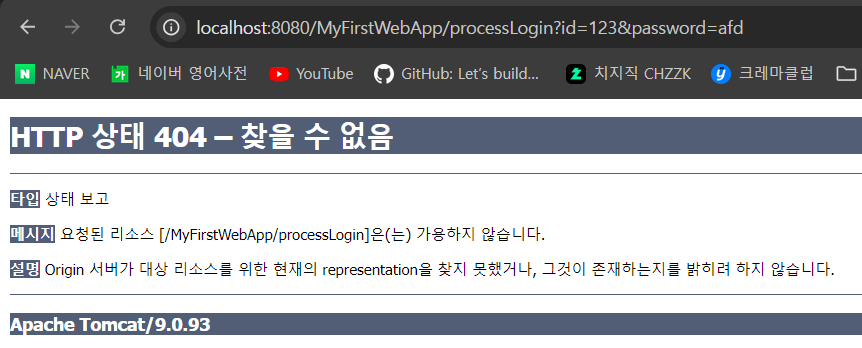 localhost:8080/MyFirstWebApp/processLogin?id=123&password=afd
N NAVER 가 네이버 영어사전 YouTube GitHub: Let's build... 치지직 CHZZK 크레마클럽
HTTP 상태 404 – 찾을 수 없음
타입 상태 보고
메시지 요청된 리소스 [/MyFirstWebApp/processLogin]은(는) 가용하지 않습니다.
설명 Origin 서버가 대상 리소스를 위한 현재의 representation을 찾지 못했거나, 그것이 존재하는지를 밝히려 하지 않습니다.
Apache Tomcat/9.0.93